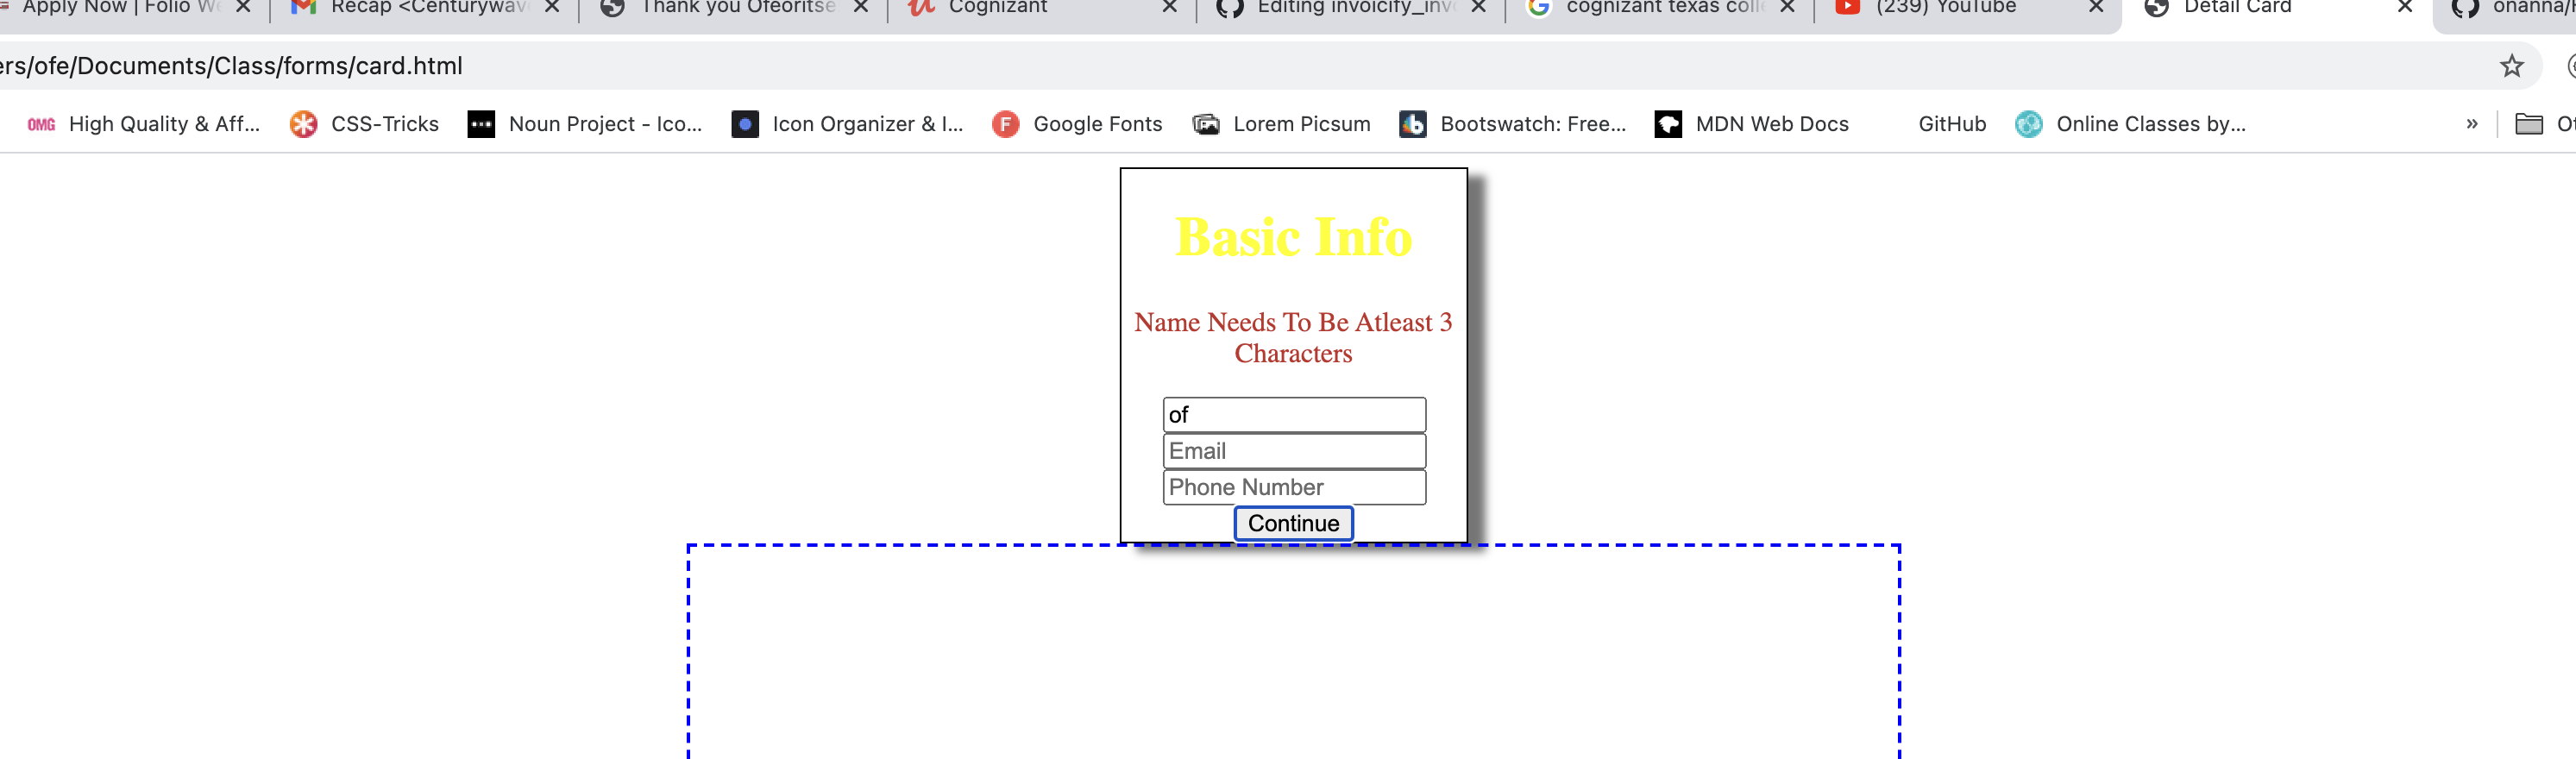 Apply Now | Folio We
Recap <Centurywav
Thank you Ofeoritse
Cognizant
Editing invoicify_inv
cognizant texas colle
(239) YouTube
Detail Card
onanna/
ers/ofe/Documents/Class/forms/card.html
OMG High Quality & Aff...
CSS-Tricks
Noun Project - Ico...
Icon Organizer & I...
F Google Fonts
Lorem Picsum
b Bootswatch: Free...
MDN Web Docs
GitHub
Online Classes by...
»
Basic Info
Name Needs To Be Atleast 3
Characters
of
Email
Phone Number
Continue